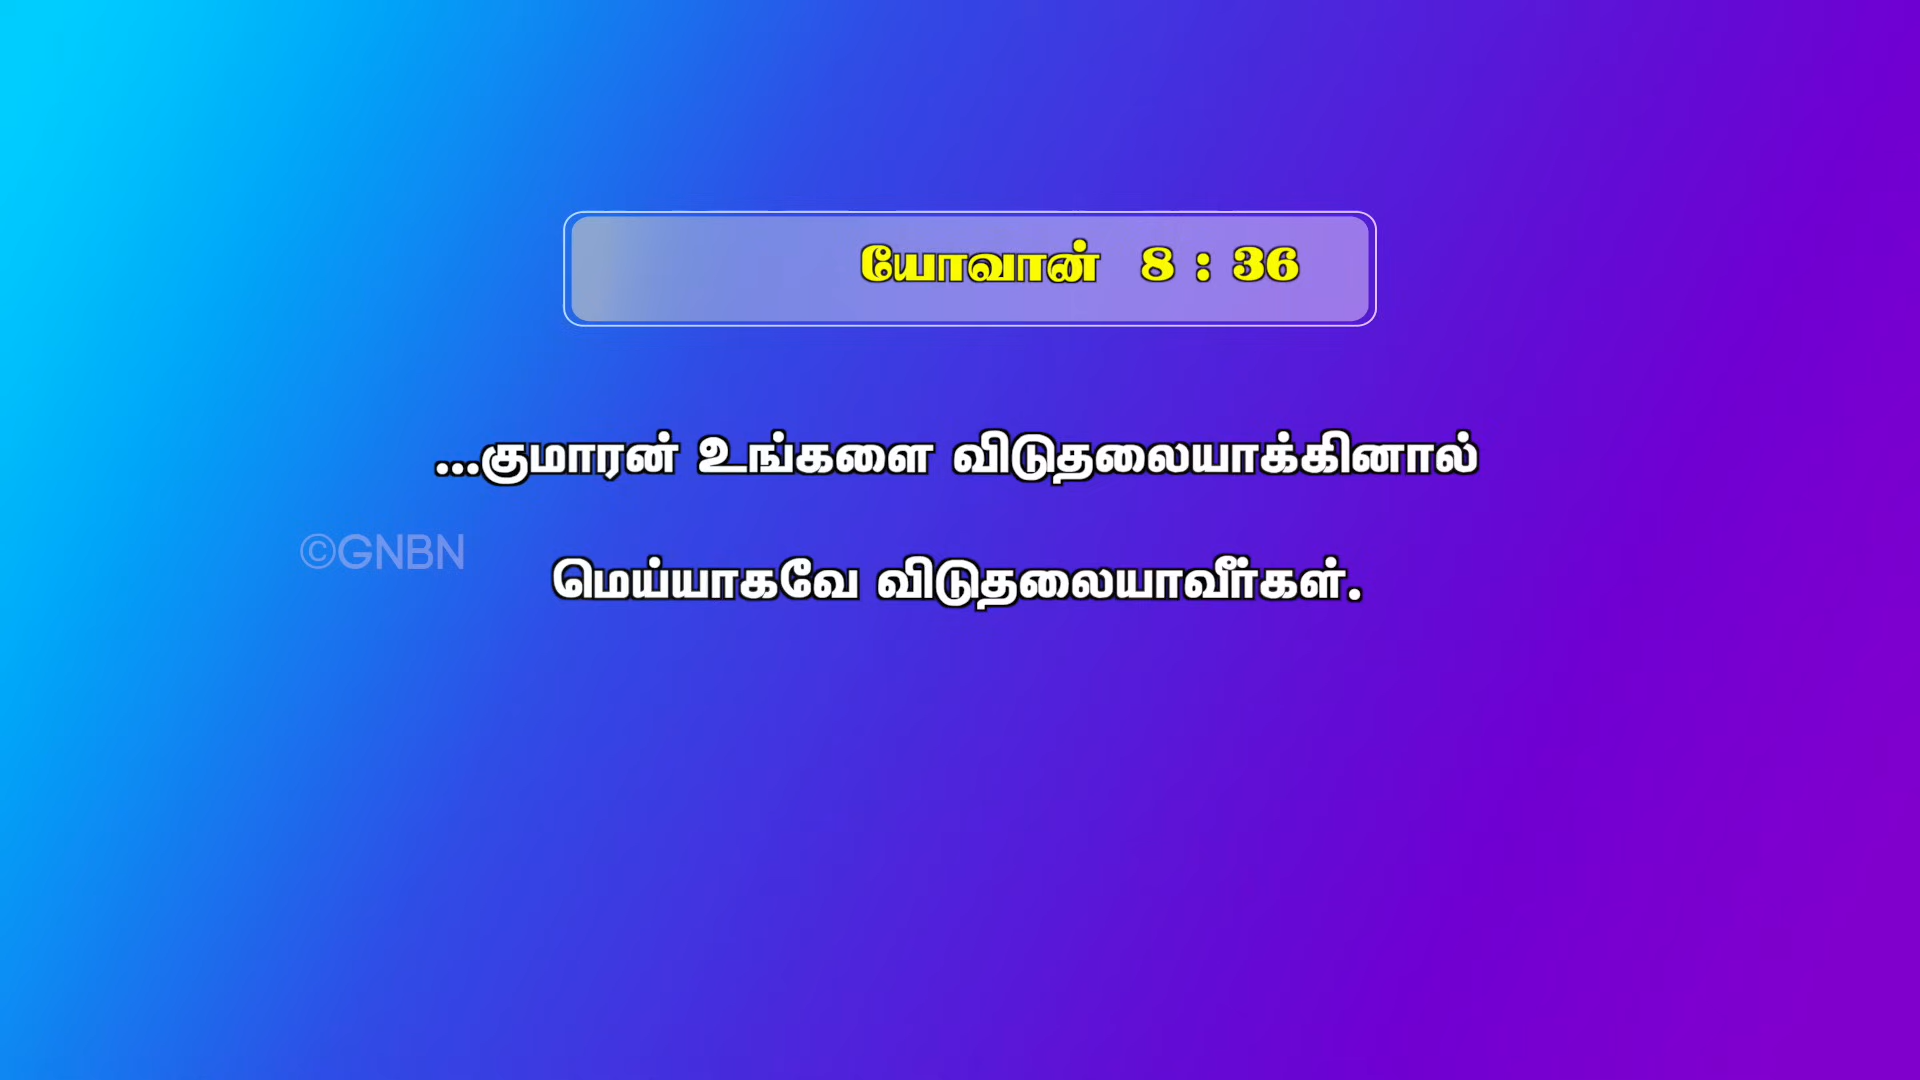 யோவான் 8 : 36
...குமாரன் உங்களை விடுதலையாக்கினால்
©GNBN
மெய்யாகவே விடுதலையாவீர்கள்.